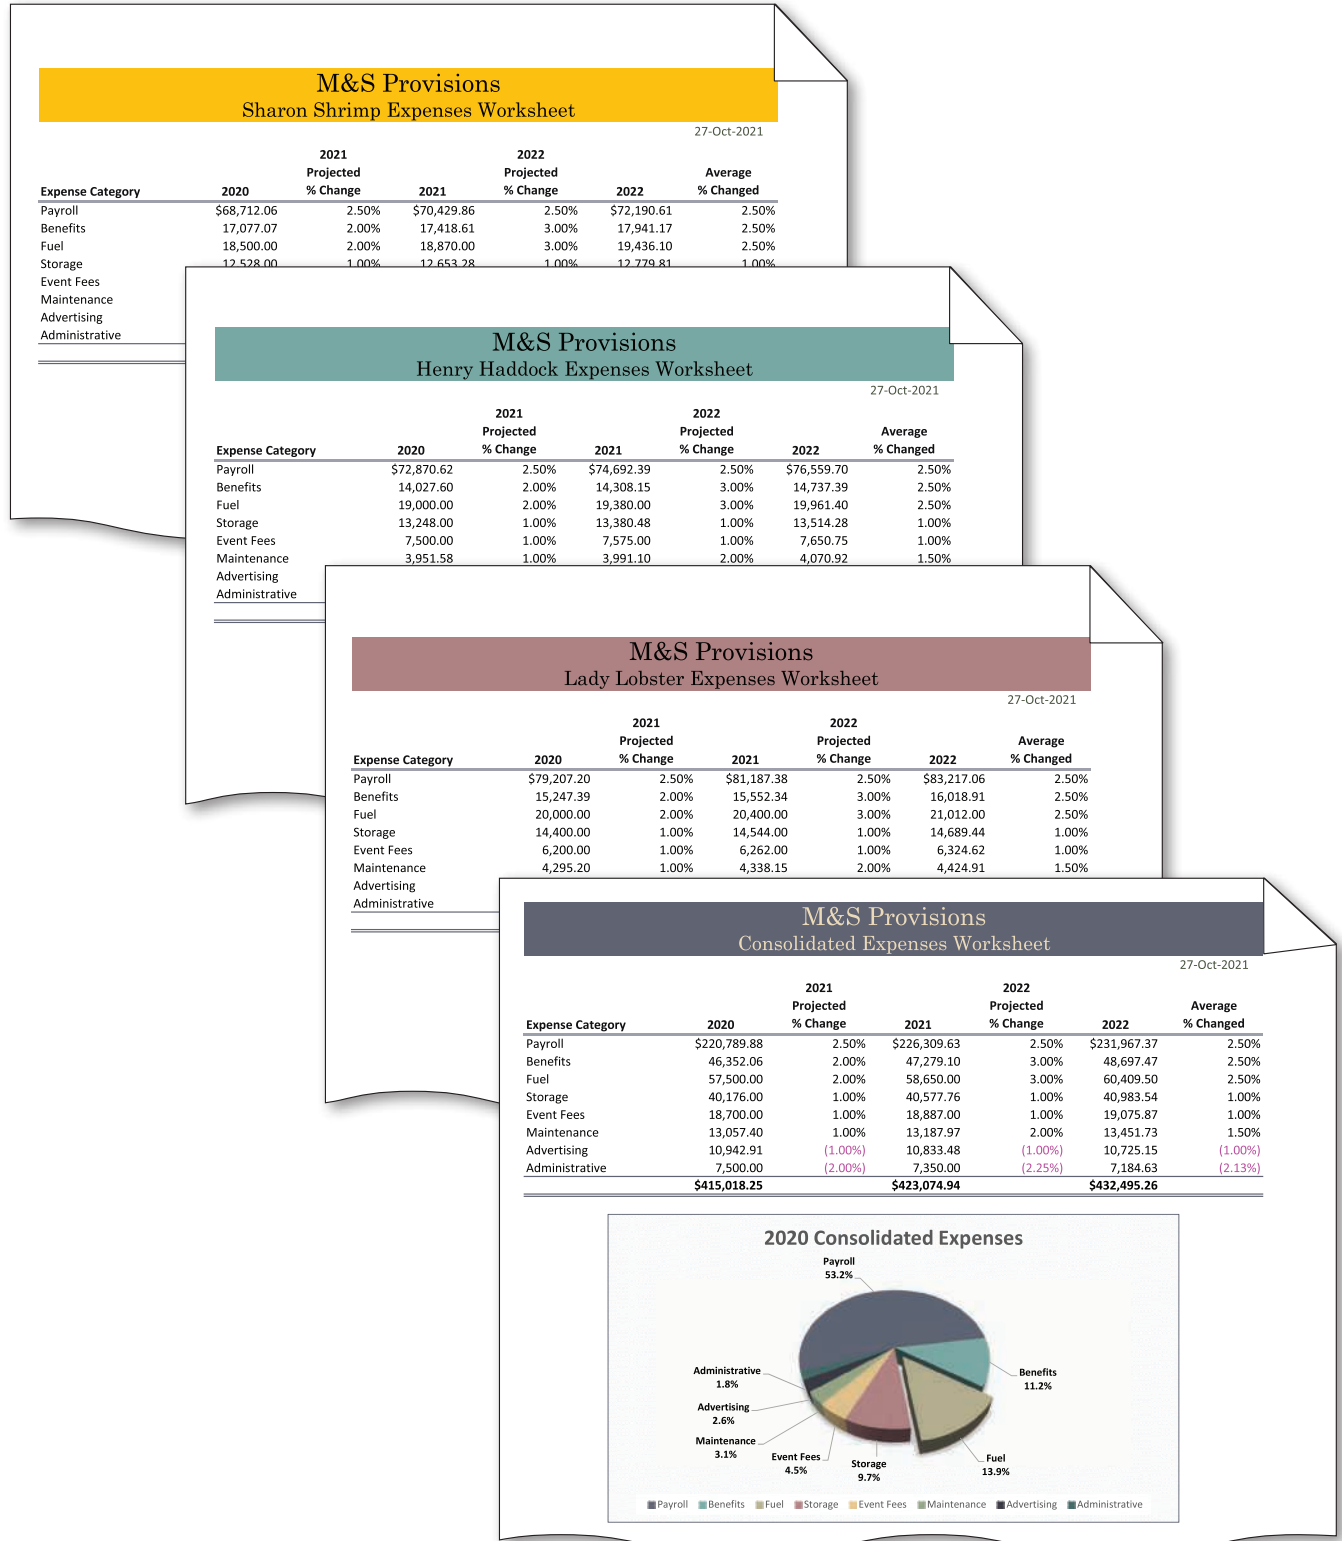 M&S Provisions
Sharon Shrimp Expenses Worksheet
27-Oct-2021
2021 2022
Projected Projected Average
Expense Category 2020 % Change 2021 % Change 2022 % Changed
Payroll $68,712.06 2.50% $70,429.86 2.50% $72,190.61 2.50%
Benefits 17,077.07 2.00% 17,418.61 3.00% 17,941.17 2.50%
Fuel 18,500.00 2.00% 18,870.00 3.00% 19,436.10 2.50%
Storage 12,528.00 1.00% 12,653.28 1.00% 12,779.81 1.00%
Event Fees
Maintenance
Advertising
Administrative
M&S Provisions
Henry Haddock Expenses Worksheet
27-Oct-2021
2021 2022
Projected Projected Average
Expense Category 2020 % Change 2021 % Change 2022 % Changed
Payroll $72,870.62 2.50% $74,692.39 2.50% $76,559.70 2.50%
Benefits 14,027.60 2.00% 14,308.15 3.00% 14,737.39 2.50%
Fuel 19,000.00 2.00% 19,380.00 3.00% 19,961.40 2.50%
Storage 13,248.00 1.00% 13,380.48 1.00% 13,514.28 1.00%
Event Fees 7,500.00 1.00% 7,575.00 1.00% 7,650.75 1.00%
Maintenance 3,951.58 1.00% 3,991.10 2.00% 4,070.92 1.50%
Advertising
Administrative
M&S Provisions
Lady Lobster Expenses Worksheet
27-Oct-2021
2021 2022
Projected Projected Average
Expense Category 2020 % Change 2021 % Change 2022 % Changed
Payroll $79,207.20 2.50% $81,187.38 2.50% $83,217.06 2.50%
Benefits 15,247.39 2.00% 15,552.34 3.00% 16,018.91 2.50%
Fuel 20,000.00 2.00% 20,400.00 3.00% 21,012.00 2.50%
Storage 14,400.00 1.00% 14,544.00 1.00% 14,689.44 1.00%
Event Fees 6,200.00 1.00% 6,262.00 1.00% 6,324.62 1.00%
Maintenance 4,295.20 1.00% 4,338.15 2.00% 4,424.91 1.50%
Advertising
Administrative
M&S Provisions
Consolidated Expenses Worksheet
27-Oct-2021
2021 2022
Projected Projected Average
Expense Category 2020 % Change 2021 % Change 2022 % Changed
Payroll $220,789.88 2.50% $226,309.63 2.50% $231,967.37 2.50%
Benefits 46,352.06 2.00% 47,279.10 3.00% 48,697.47 2.50%
Fuel 57,500.00 2.00% 58,650.00 3.00% 60,409.50 2.50%
Storage 40,176.00 1.00% 40,577.76 1.00% 40,983.54 1.00%
Event Fees 18,700.00 1.00% 18,887.00 1.00% 19,075.87 1.00%
Maintenance 13,057.40 1.00% 13,187.97 2.00% 13,451.73 1.50%
Advertising 10,942.91 (1.00%) 10,833.48 (1.00%) 10,725.15 (1.00%)
Administrative 7,500.00 (2.00%) 7,350.00 (2.25%) 7,184.63 (2.13%)
$415,018.25 $423,074.94 $432,495.26
2020 Consolidated Expenses
Payroll
53.2%
Administrative
1.8%
Benefits
11.2%
Advertising
2.6%
Maintenance
3.1%
Event Fees
4.5%
Storage
9.7%
Fuel
13.9%
Payroll Benefits Fuel Storage Event Fees Maintenance Advertising Administrative